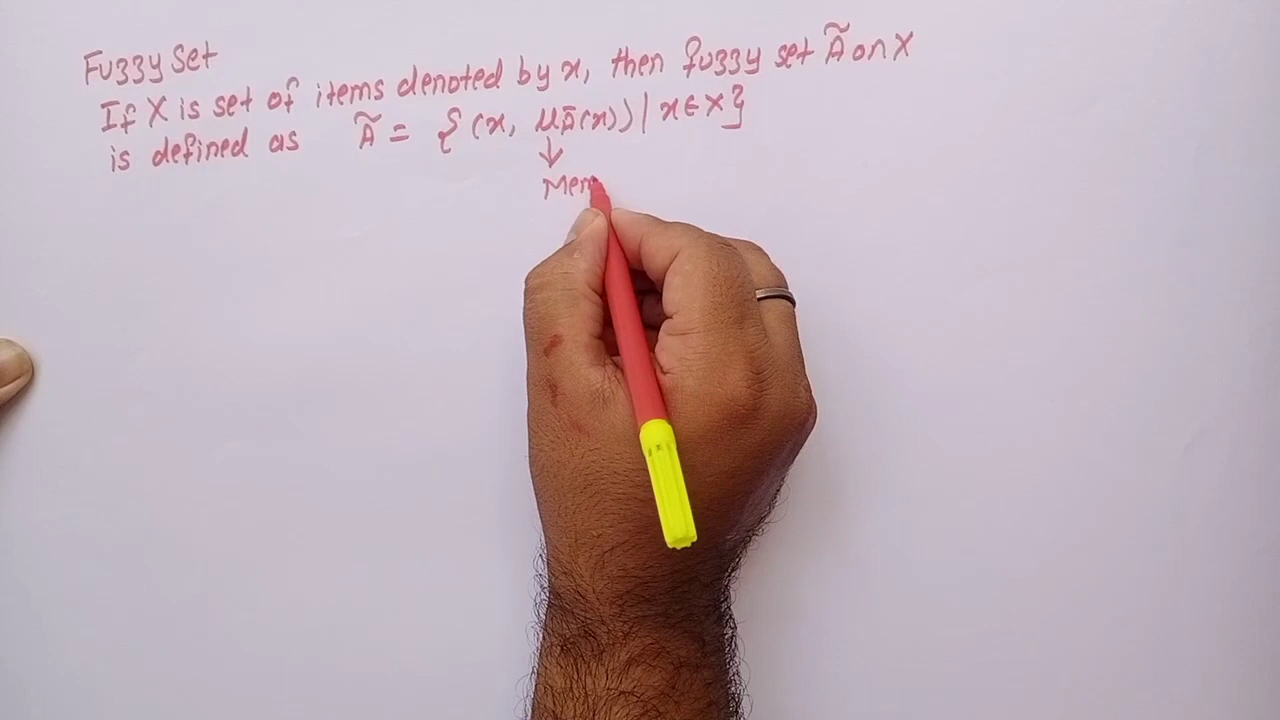 Fuzzy Set
If X is set of items denoted by x, then fuzzy set Ã on X
is defined as Ã = { (x, μÃ(x)) | x ∈ X }
↓
Mem